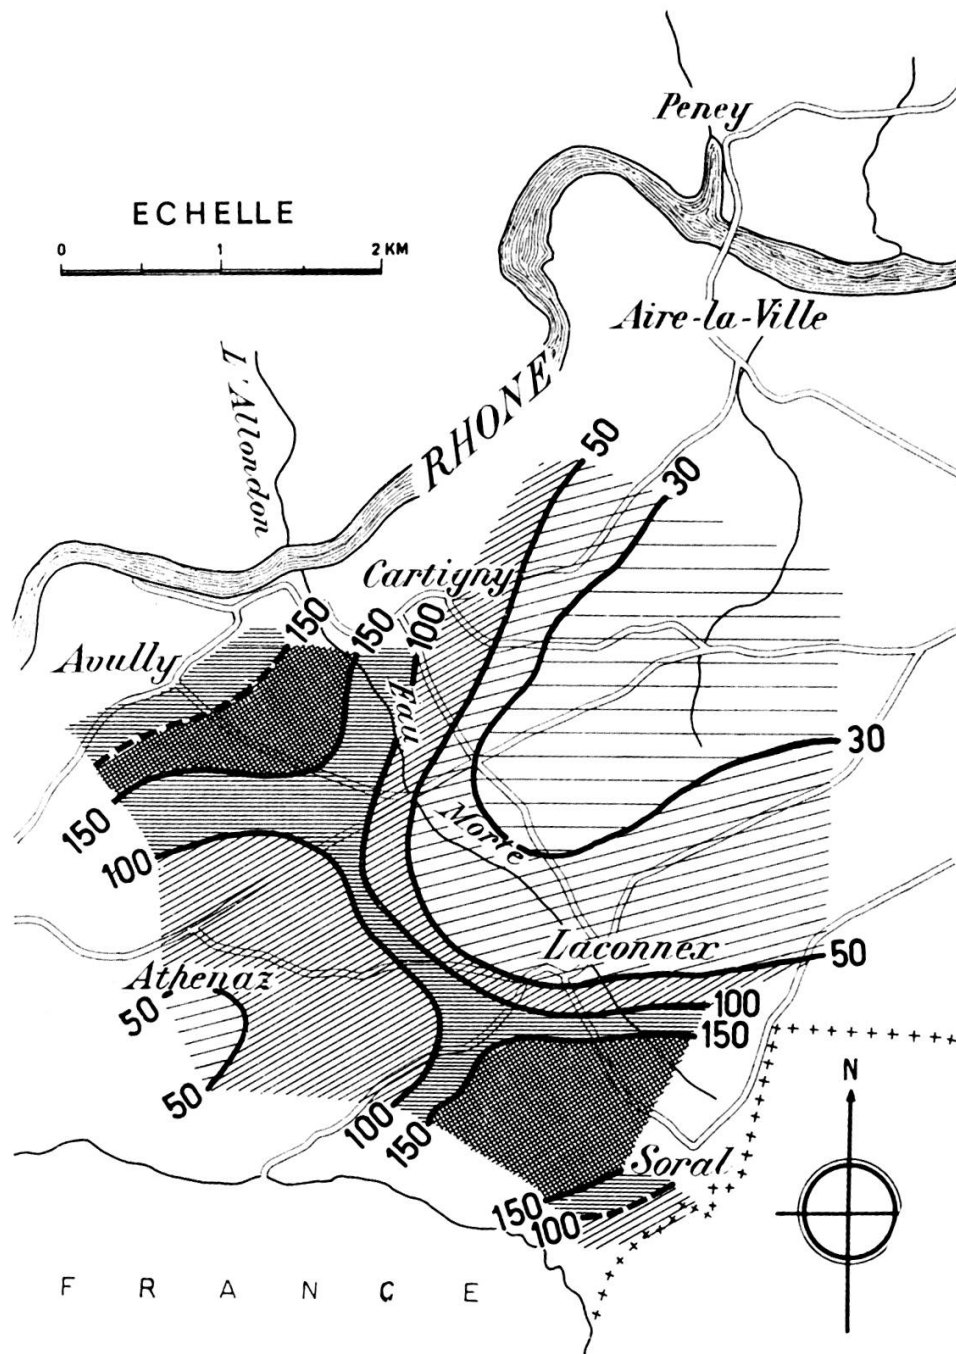 Peney
ECHELLE
0 1 2 KM
Aire-la-Ville
L'Allondon
RHONE
50
30
Cartigny
150
150
100
Avully
Eau
30
150
Morte
100
Laconnex
50
Athenaz
50
100
150
50
100
150
N
Soral
150
100
FRANCE